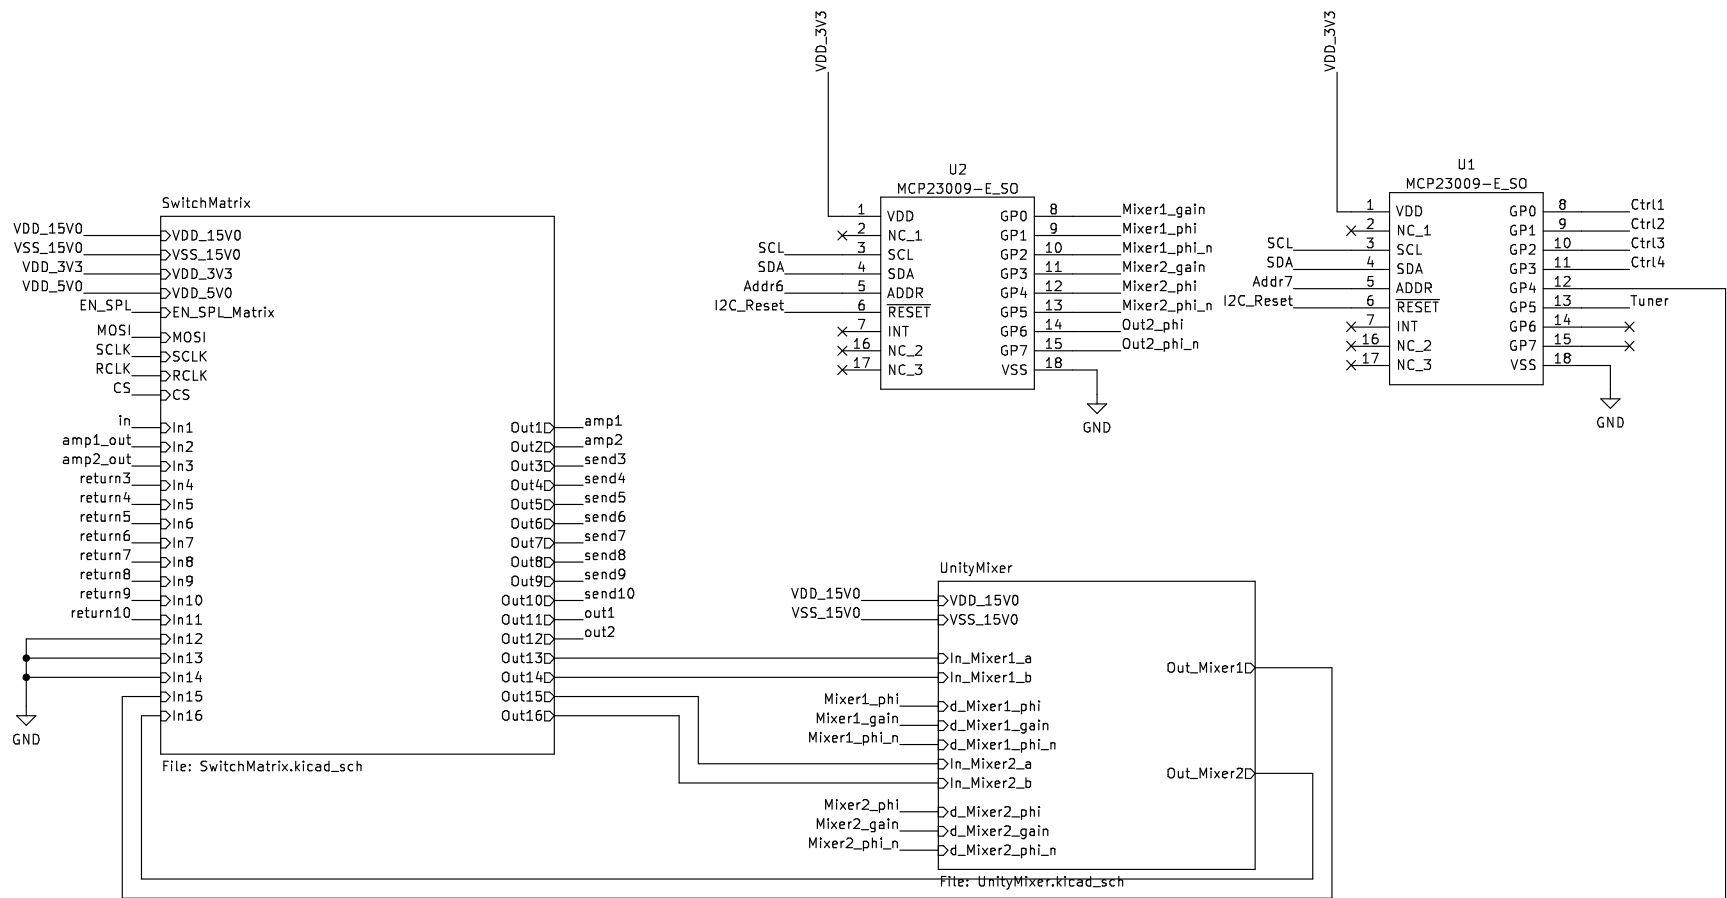 VDD_3V3
VDD_3V3
U2
MCP23009-E_SO
1 VDD
2 NC_1
SCL 3 SCL
SDA 4 SDA
Addr6 5 ADDR
I2C_Reset 6 RESET
7 INT
16 NC_2
17 NC_3
GP0 8 Mixer1_gain
GP1 9 Mixer1_phi
GP2 10 Mixer1_phi_n
GP3 11 Mixer2_gain
GP4 12 Mixer2_phi
GP5 13 Mixer2_phi_n
GP6 14 Out2_phi
GP7 15 Out2_phi_n
VSS 18
GND
U1
MCP23009-E_SO
1 VDD
2 NC_1
SCL 3 SCL
SDA 4 SDA
Addr7 5 ADDR
I2C_Reset 6 RESET
7 INT
16 NC_2
17 NC_3
GP0 8 Ctrl1
GP1 9 Ctrl2
GP2 10 Ctrl3
GP3 11 Ctrl4
GP4 12
GP5 13 Tuner
GP6 14
GP7 15
VSS 18
GND
SwitchMatrix
VDD_15V0 VDD_15V0
VSS_15V0 VSS_15V0
VDD_3V3 VDD_3V3
VDD_5V0 VDD_5V0
EN_SPL EN_SPL_Matrix
MOSI MOSI
SCLK SCLK
RCLK RCLK
CS CS
in In1
amp1_out In2
amp2_out In3
return3 In4
return4 In5
return5 In6
return6 In7
return7 In8
return8 In9
return9 In10
return10 In11
In12
In13
In14
In15
In16
GND
Out1 amp1
Out2 amp2
Out3 send3
Out4 send4
Out5 send5
Out6 send6
Out7 send7
Out8 send8
Out9 send9
Out10 send10
Out11 out1
Out12 out2
Out13
Out14
Out15
Out16
File: SwitchMatrix.kicad_sch
UnityMixer
VDD_15V0 VDD_15V0
VSS_15V0 VSS_15V0
In_Mixer1_a
In_Mixer1_b
Mixer1_phi d_Mixer1_phi
Mixer1_gain d_Mixer1_gain
Mixer1_phi_n d_Mixer1_phi_n
In_Mixer2_a
In_Mixer2_b
Mixer2_phi d_Mixer2_phi
Mixer2_gain d_Mixer2_gain
Mixer2_phi_n d_Mixer2_phi_n
Out_Mixer1
Out_Mixer2
File: UnityMixer.kicad_sch